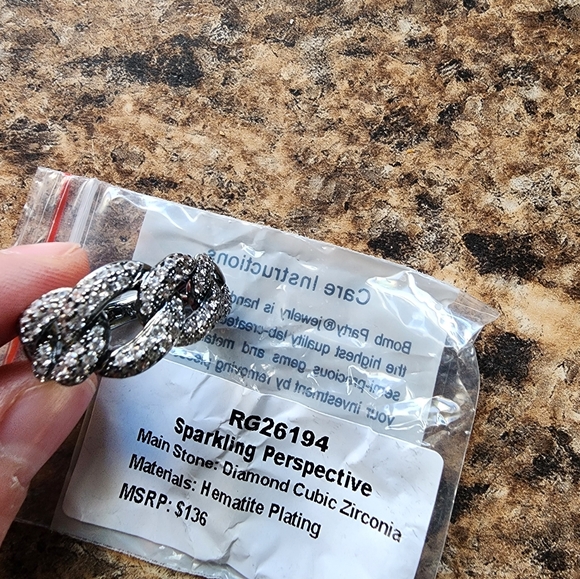 Care Instructions
Bomb Party® jewelry is hand
the highest quality lab-created
semi-precious gems and meta
your investment by removing
RG26194
Sparkling Perspective
Main Stone: Diamond Cubic Zirconia
Materials: Hematite Plating
MSRP: $136